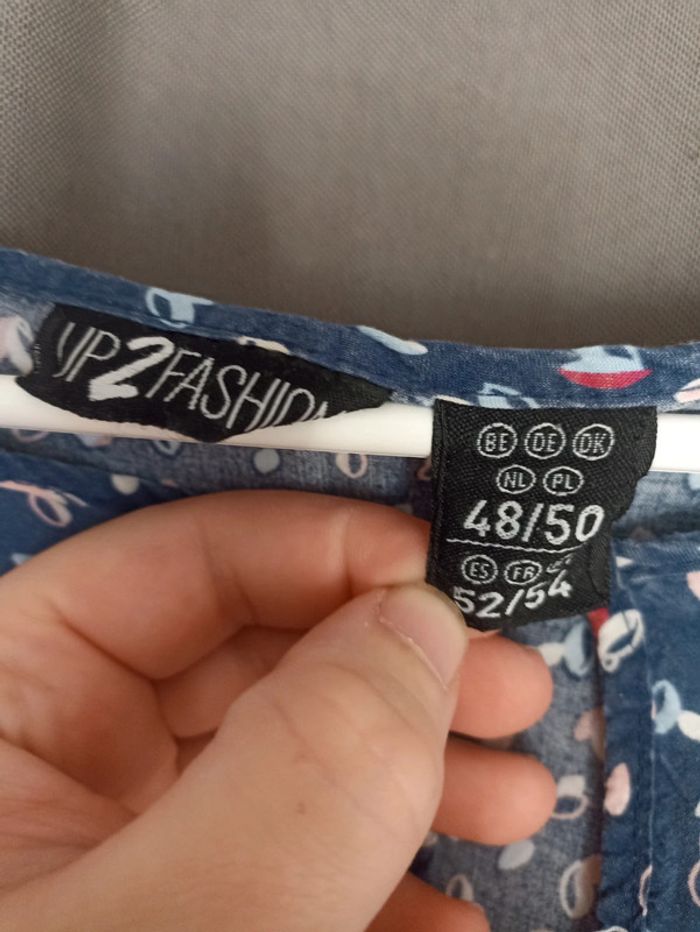 UP2FASHION
BE DE DK
NL PL
48/50
ES FR
52/54